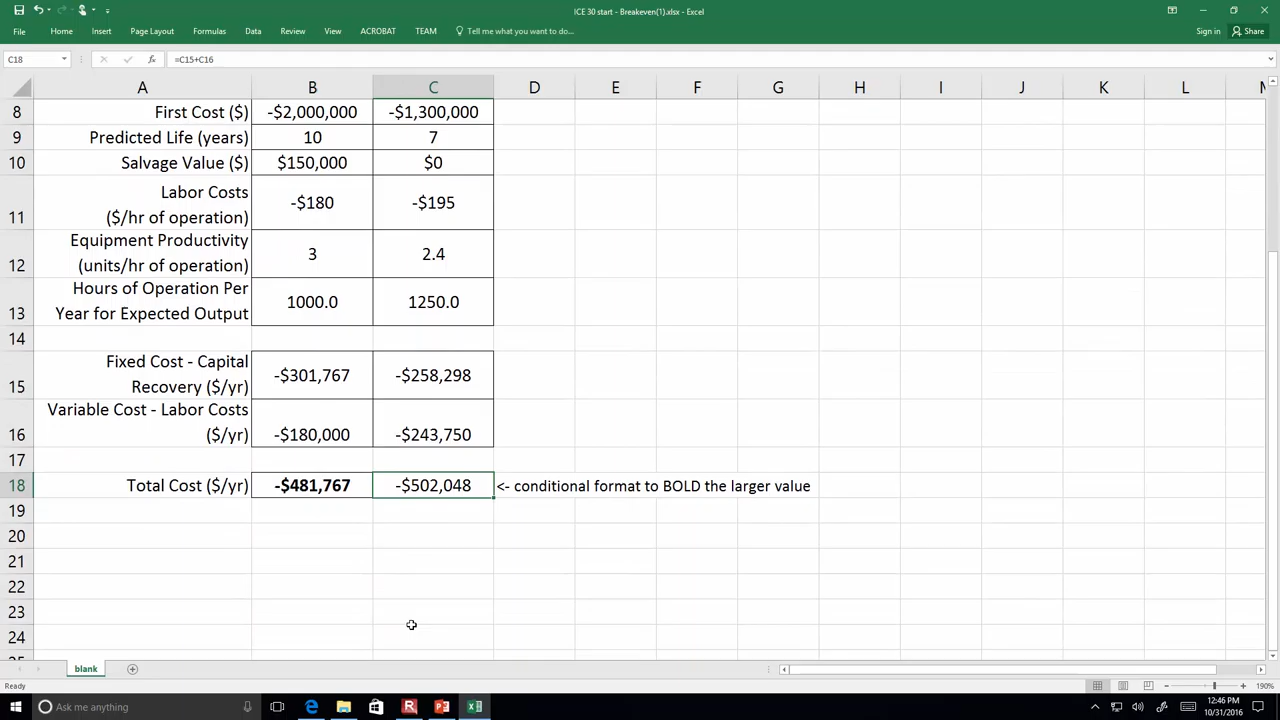 ICE 30 start - Breakeven(1).xlsx - Excel
File Home Insert Page Layout Formulas Data Review View ACROBAT TEAM Tell me what you want to do... Sign in Share
C18 fx =C15+C16
A B C D E F G H I J K L M
8 First Cost ($) -$2,000,000 -$1,300,000
9 Predicted Life (years) 10 7
10 Salvage Value ($) $150,000 $0
Labor Costs
11 ($/hr of operation) -$180 -$195
Equipment Productivity
12 (units/hr of operation) 3 2.4
Hours of Operation Per
13 Year for Expected Output 1000.0 1250.0
14
Fixed Cost - Capital
15 Recovery ($/yr) -$301,767 -$258,298
Variable Cost - Labor Costs
16 ($/yr) -$180,000 -$243,750
17
18 Total Cost ($/yr) -$481,767 -$502,048 <- conditional format to BOLD the larger value
19
20
21
22
23
24
25
blank
Ready 190%
Ask me anything 12:46 PM
10/31/2016